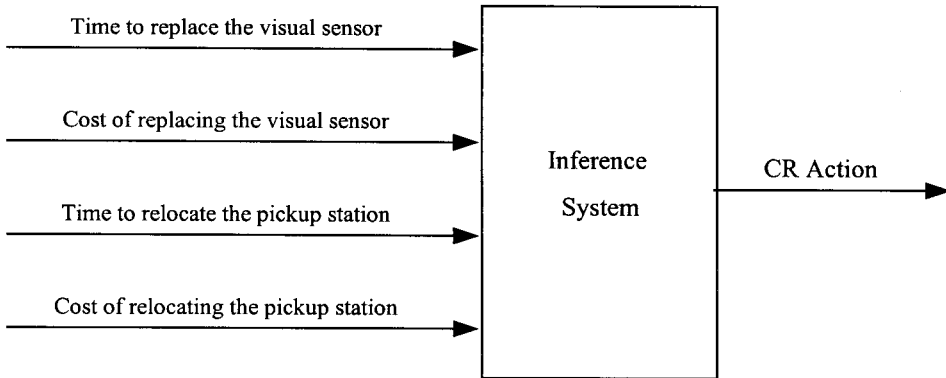 Time to replace the visual sensor
Cost of replacing the visual sensor
Time to relocate the pickup station
Cost of relocating the pickup station
Inference
System
CR Action